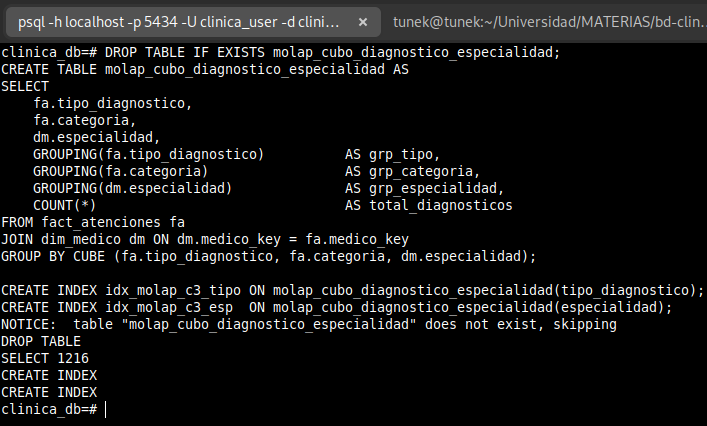 psql -h localhost -p 5434 -U clinica_user -d clini… × tunek@tunek:~/Universidad/MATERIAS/bd-clin…
clinica_db=# DROP TABLE IF EXISTS molap_cubo_diagnostico_especialidad;
CREATE TABLE molap_cubo_diagnostico_especialidad AS
SELECT
    fa.tipo_diagnostico,
    fa.categoria,
    dm.especialidad,
    GROUPING(fa.tipo_diagnostico)          AS grp_tipo,
    GROUPING(fa.categoria)                 AS grp_categoria,
    GROUPING(dm.especialidad)              AS grp_especialidad,
    COUNT(*)                               AS total_diagnosticos
FROM fact_atenciones fa
JOIN dim_medico dm ON dm.medico_key = fa.medico_key
GROUP BY CUBE (fa.tipo_diagnostico, fa.categoria, dm.especialidad);
CREATE INDEX idx_molap_c3_tipo ON molap_cubo_diagnostico_especialidad(tipo_diagnostico);
CREATE INDEX idx_molap_c3_esp  ON molap_cubo_diagnostico_especialidad(especialidad);
NOTICE:  table "molap_cubo_diagnostico_especialidad" does not exist, skipping
DROP TABLE
SELECT 1216
CREATE INDEX
CREATE INDEX
clinica_db=#